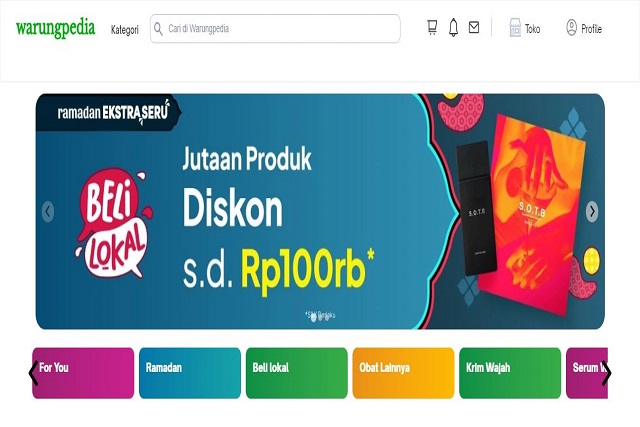 warungpedia
Kategori
Cari di Warungpedia
Toko
Profile
ramadan EKSTRA SERU
BELi LOKAL
Jutaan Produk
Diskon
s.d. Rp100rb*
S.O.T.B
S.O.T.B
For You
Ramadan
Beli lokal
Obat Lainnya
Krim Wajah
Serum W